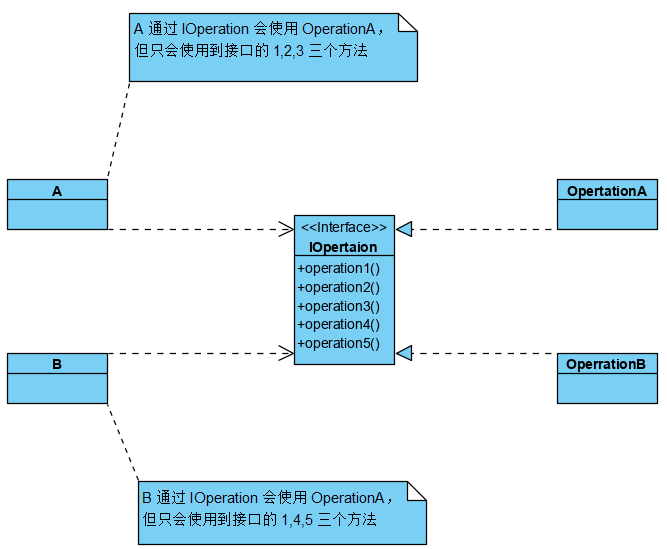 A 通过 IOperation 会使用 OperationA，
但只会使用到接口的 1,2,3 三个方法
A
OpertationA
<<Interface>>
IOpertaion
+operation1()
+operation2()
+operation3()
+operation4()
+operation5()
B
OperrationB
B 通过 IOperation 会使用 OperationA，
但只会使用到接口的 1,4,5 三个方法